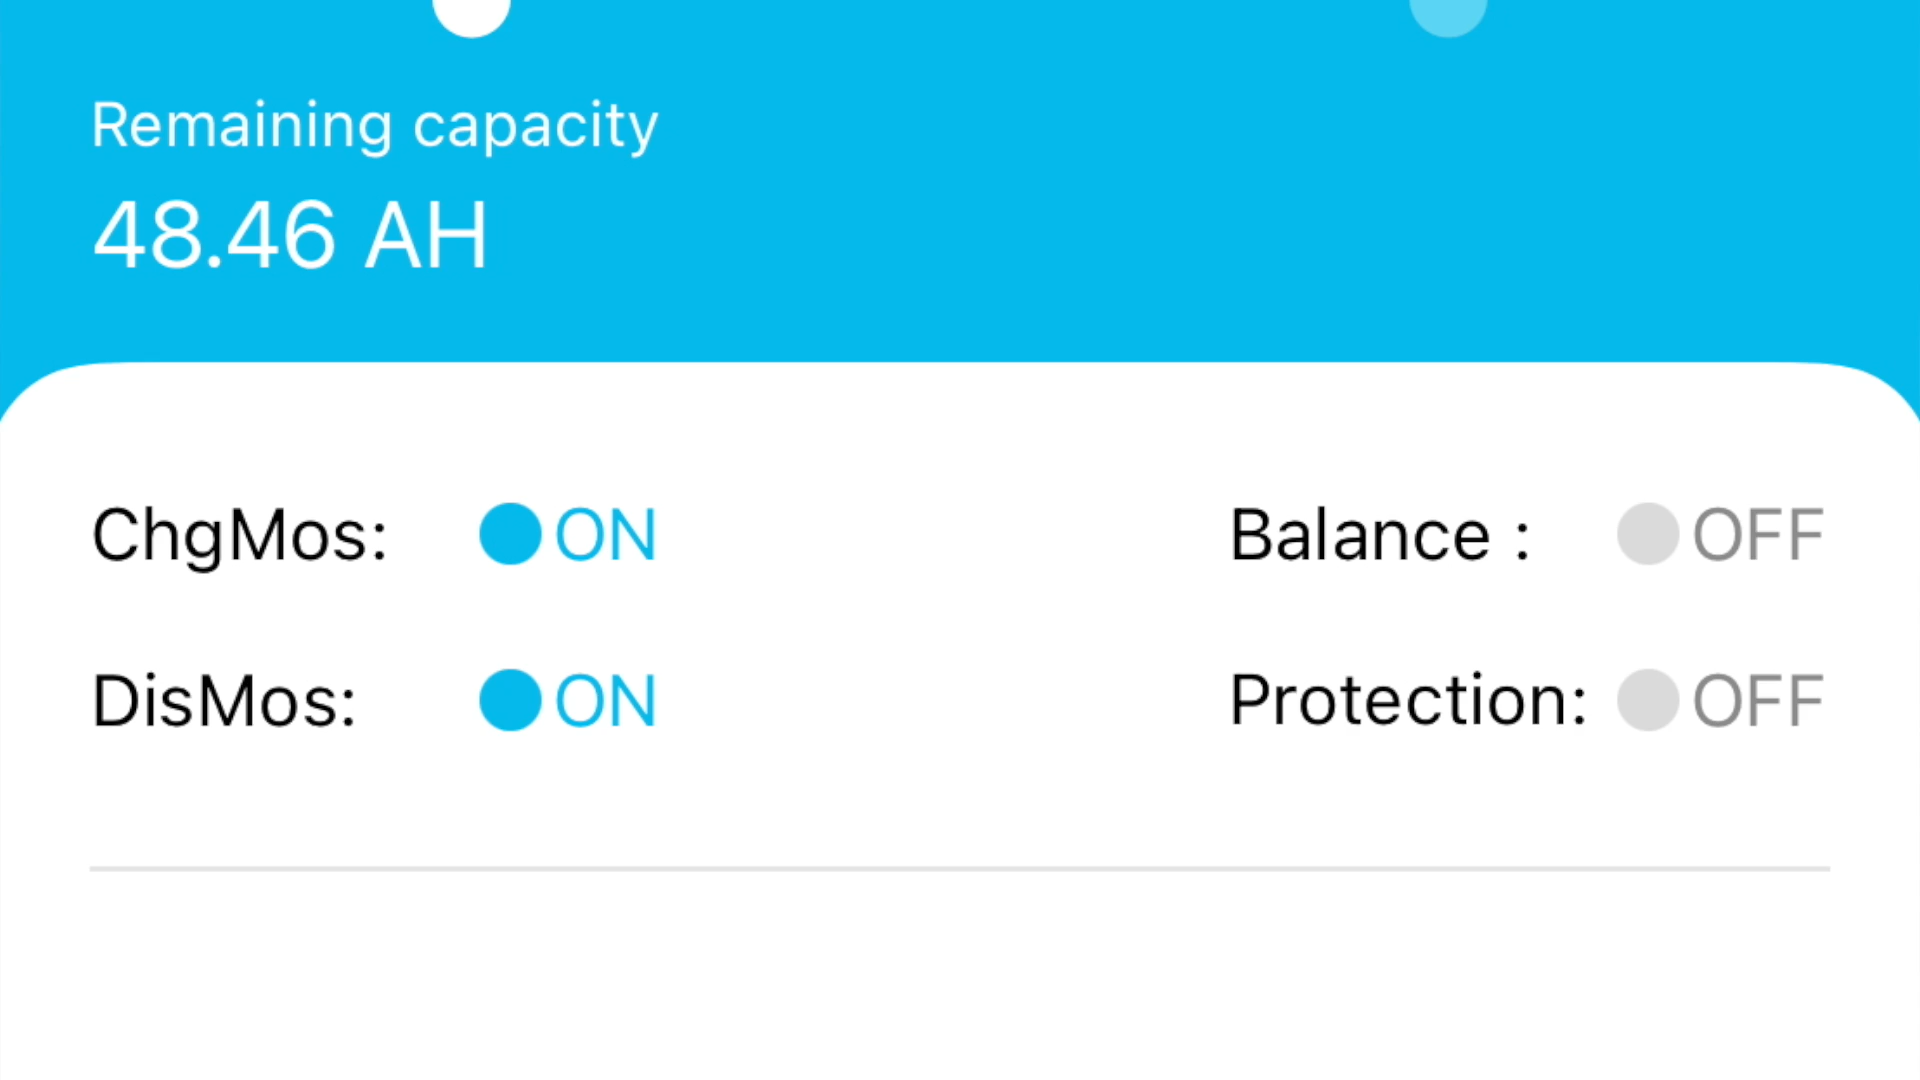 Remaining capacity
48.46 AH
ChgMos: ON Balance : OFF
DisMos: ON Protection: OFF